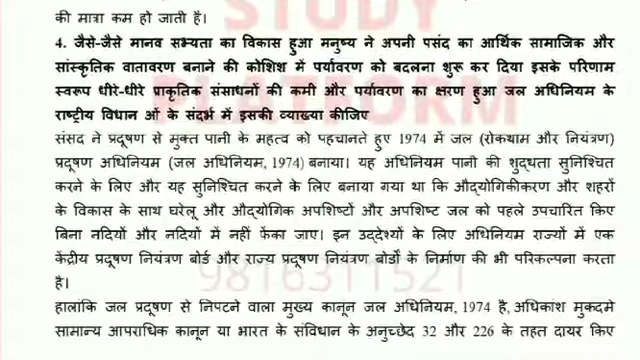 की मात्रा कम हो जाती है।
4. जैसे-जैसे मानव सभ्यता का विकास हुआ मनुष्य ने अपनी पसंद का आर्थिक सामाजिक और
सांस्कृतिक वातावरण बनाने की कोशिश में पर्यावरण को बदलना शुरू कर दिया इसके परिणाम
स्वरूप धीरे-धीरे प्राकृतिक संसाधनों की कमी और पर्यावरण का क्षरण हुआ जल अधिनियम के
राष्ट्रीय विधान ओं के संदर्भ में इसकी व्याख्या कीजिए
संसद ने प्रदूषण से मुक्त पानी के महत्व को पहचानते हुए 1974 में जल (रोकथाम और नियंत्रण)
प्रदूषण अधिनियम (जल अधिनियम, 1974) बनाया। यह अधिनियम पानी की शुद्धता सुनिश्चित
करने के लिए और यह सुनिश्चित करने के लिए बनाया गया था कि औद्योगिकीकरण और शहरों
के विकास के साथ घरेलू और औद्योगिक अपशिष्टों और अपशिष्ट जल को पहले उपचारित किए
बिना नदियों और नदियों में नहीं फेंका जाए। इन उद्देश्यों के लिए अधिनियम राज्यों में एक
केंद्रीय प्रदूषण नियंत्रण बोर्ड और राज्य प्रदूषण नियंत्रण बोर्डों के निर्माण की भी परिकल्पना करता
है।
हालांकि जल प्रदूषण से निपटने वाला मुख्य कानून जल अधिनियम, 1974 है, अधिकांश मुकदमे
सामान्य आपराधिक कानून या भारत के संविधान के अनुच्छेद 32 और 226 के तहत दायर किए
STUDY
PLATFORM
9816311521